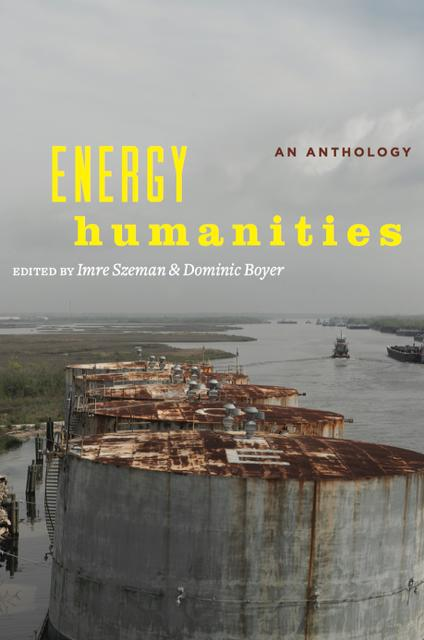 AN ANTHOLOGY
ENERGY
humanities
EDITED BY Imre Szeman & Dominic Boyer